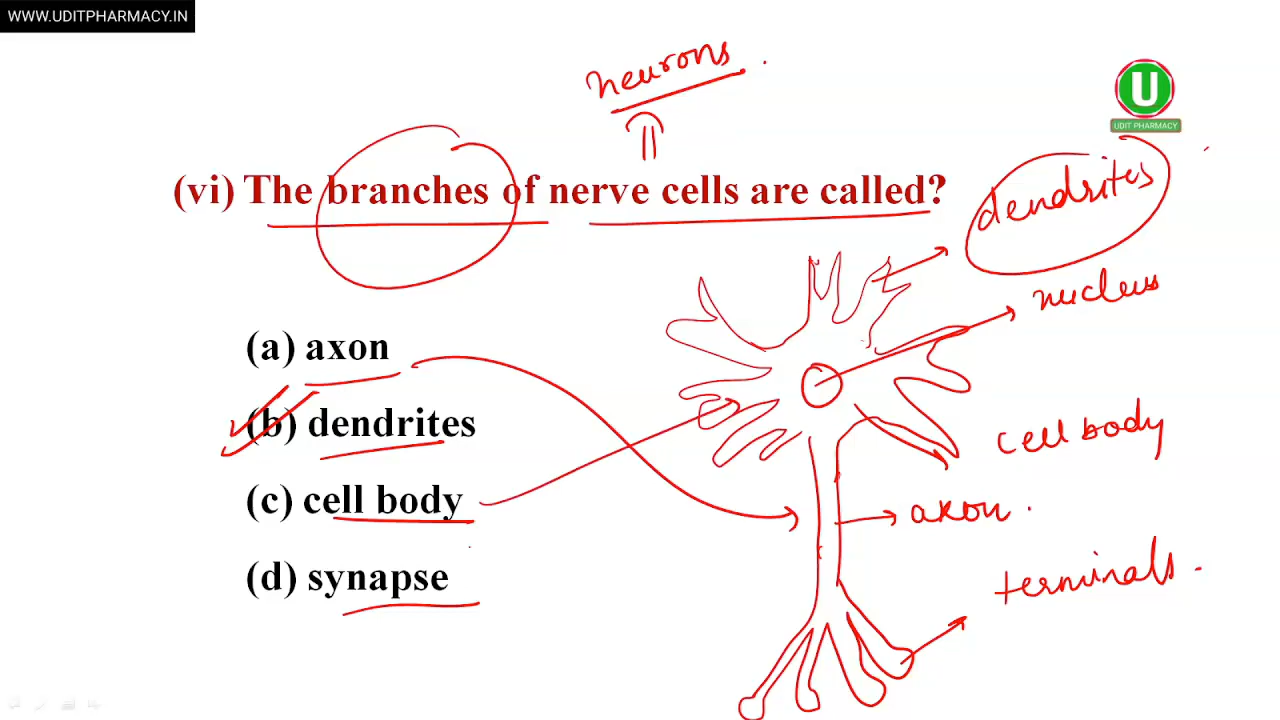 WWW.UDITPHARMACY.IN
neurons
U
UDIT PHARMACY
(vi) The branches of nerve cells are called?
dendrites
nucleus
(a) axon
(b) dendrites
cell body
(c) cell body
axon
(d) synapse
terminals